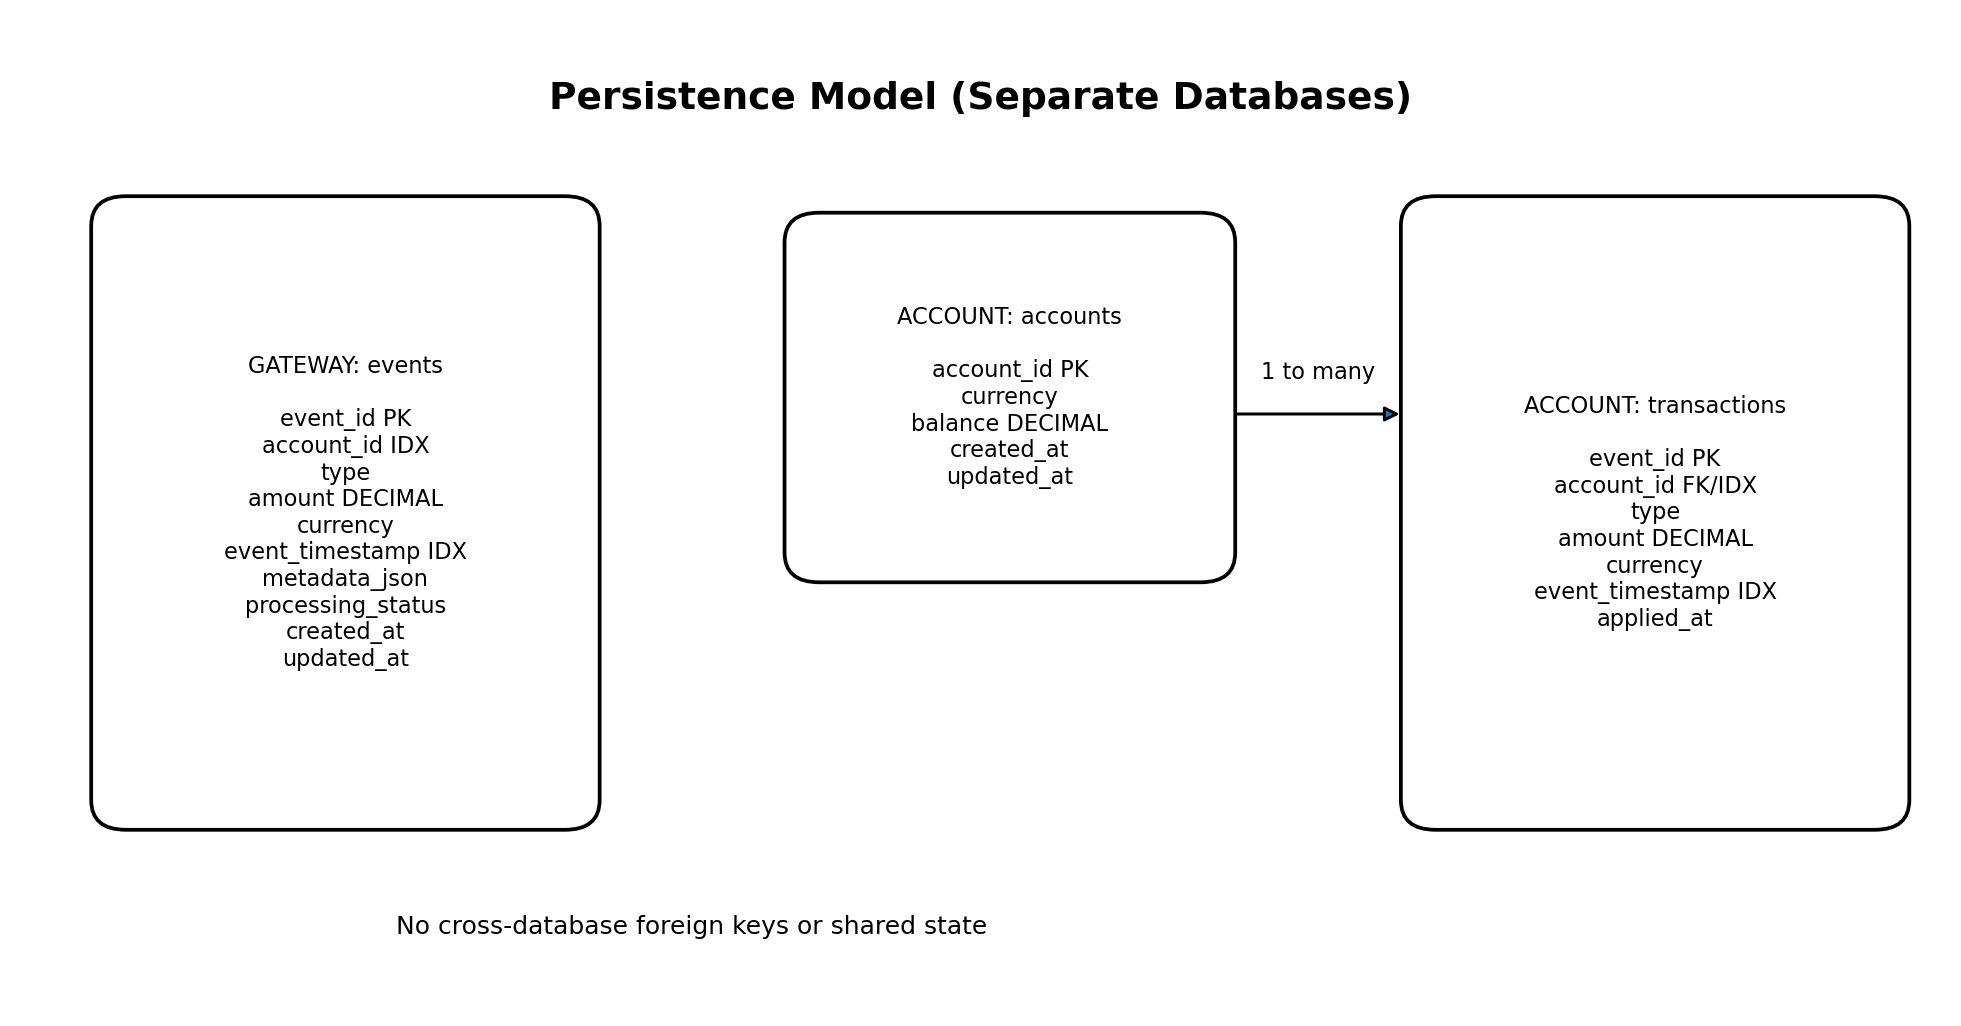 Persistence Model (Separate Databases)
GATEWAY: events
event_id PK
account_id IDX
type
amount DECIMAL
currency
event_timestamp IDX
metadata_json
processing_status
created_at
updated_at
ACCOUNT: accounts
account_id PK
currency
balance DECIMAL
created_at
updated_at
1 to many
ACCOUNT: transactions
event_id PK
account_id FK/IDX
type
amount DECIMAL
currency
event_timestamp IDX
applied_at
No cross-database foreign keys or shared state